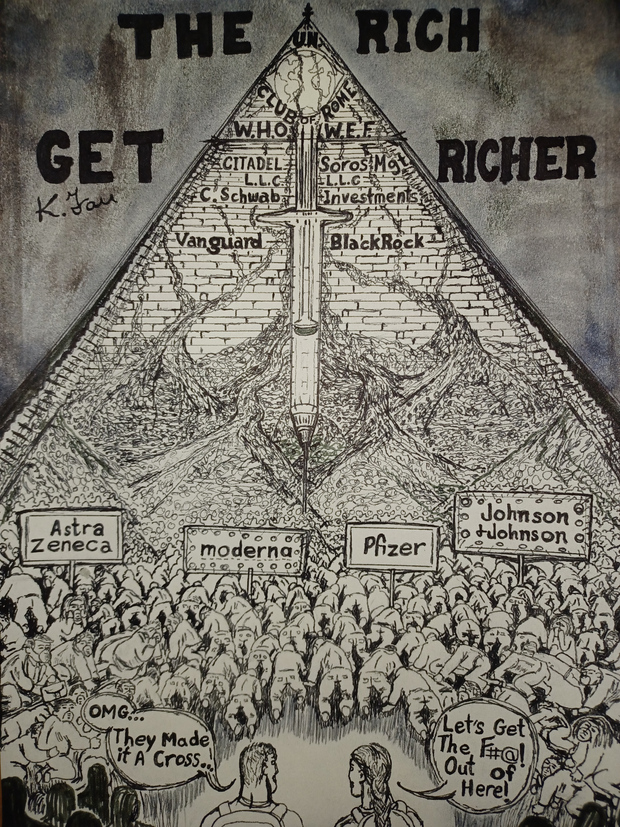 THE RICH
GET RICHER
K. Tau
UN
CLUB OF ROME
W.H.O. W.E.F.
CITADEL L.L.C.
Soros Mgt L.L.C.
C. Schwab Investments
Vanguard BlackRock
Astra
Zeneca
moderna
Pfizer
Johnson
+Johnson
OMG...
They Made
it A Cross..
Let's Get
The F#@!
Out of
Here!